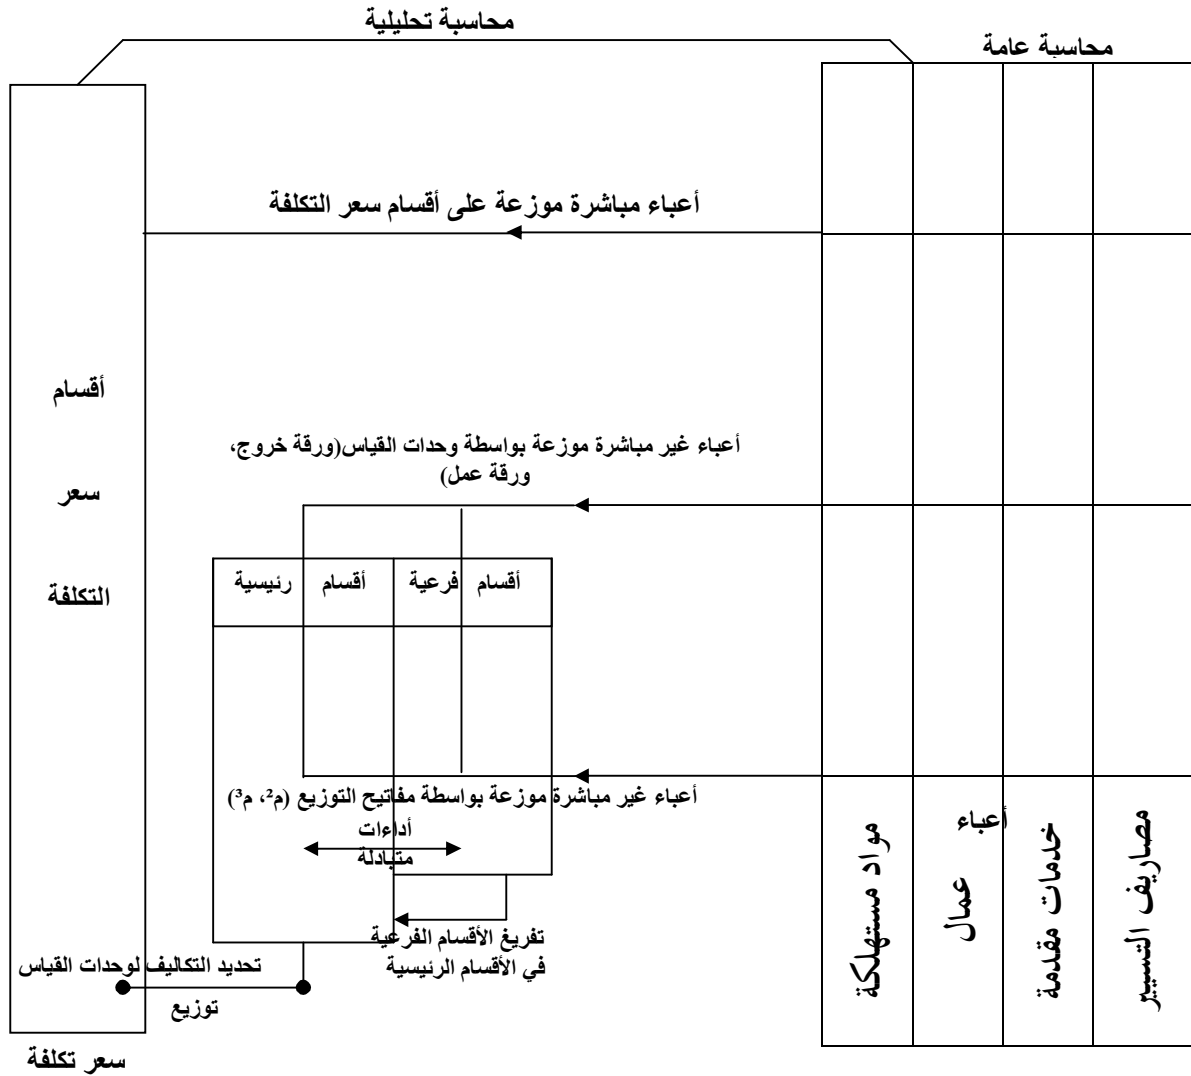 محاسبة تحليلية
محاسبة عامة
أعباء مباشرة موزعة على أقسام سعر التكلفة
أقسام
سعر
التكلفة
أعباء غير مباشرة موزعة بواسطة وحدات القياس(ورقة خروج،
ورقة عمل)
أقسام فرعية أقسام رئيسية
أعباء غير مباشرة موزعة بواسطة مفاتيح التوزيع (م²، م³)
أداءات
متبادلة
تفريغ الأقسام الفرعية
في الأقسام الرئيسية
تحديد التكاليف لوحدات القياس
توزيع
سعر تكلفة
مصاريف التسيير
خدمات مقدمة
أعباء
عمال
مواد مستهلكة